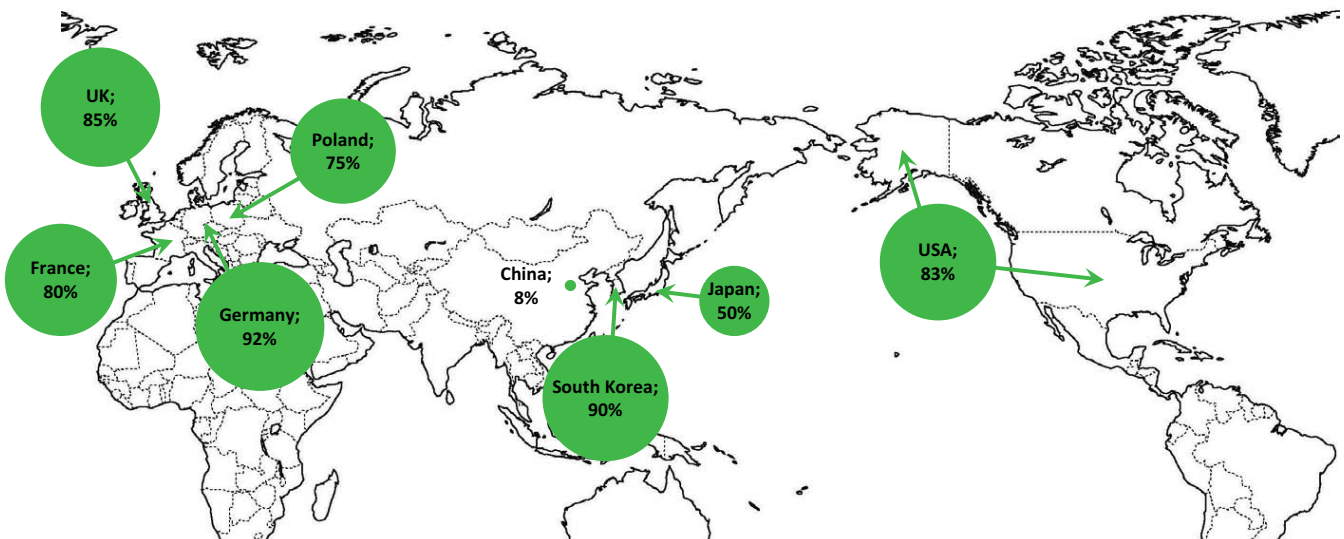 UK;
85%
Poland;
75%
France;
80%
Germany;
92%
China;
8%
Japan;
50%
South Korea;
90%
USA;
83%